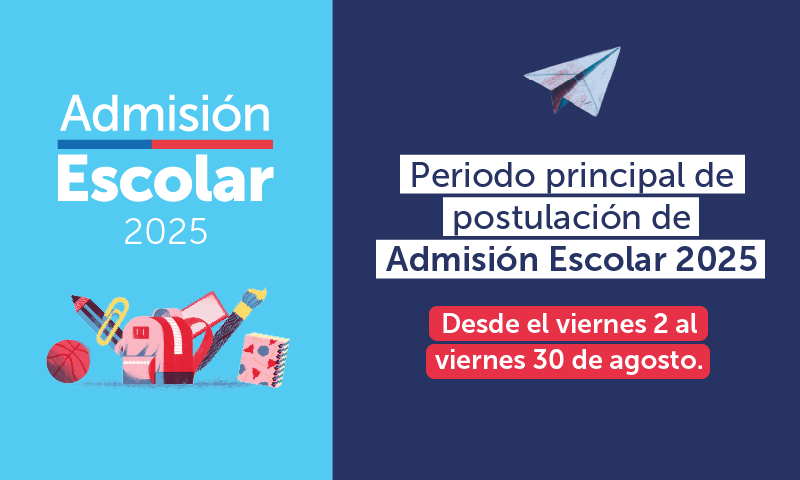 Admisión
Escolar
2025
Periodo principal de
postulación de
Admisión Escolar 2025
Desde el viernes 2 al
viernes 30 de agosto.